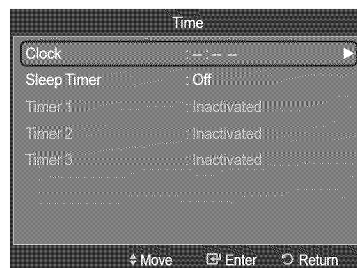 Time
Clock : -- : -- --
Sleep Timer : Off
Timer 1 : Inactivated
Timer 2 : Inactivated
Timer 3 : Inactivated
Move Enter Return